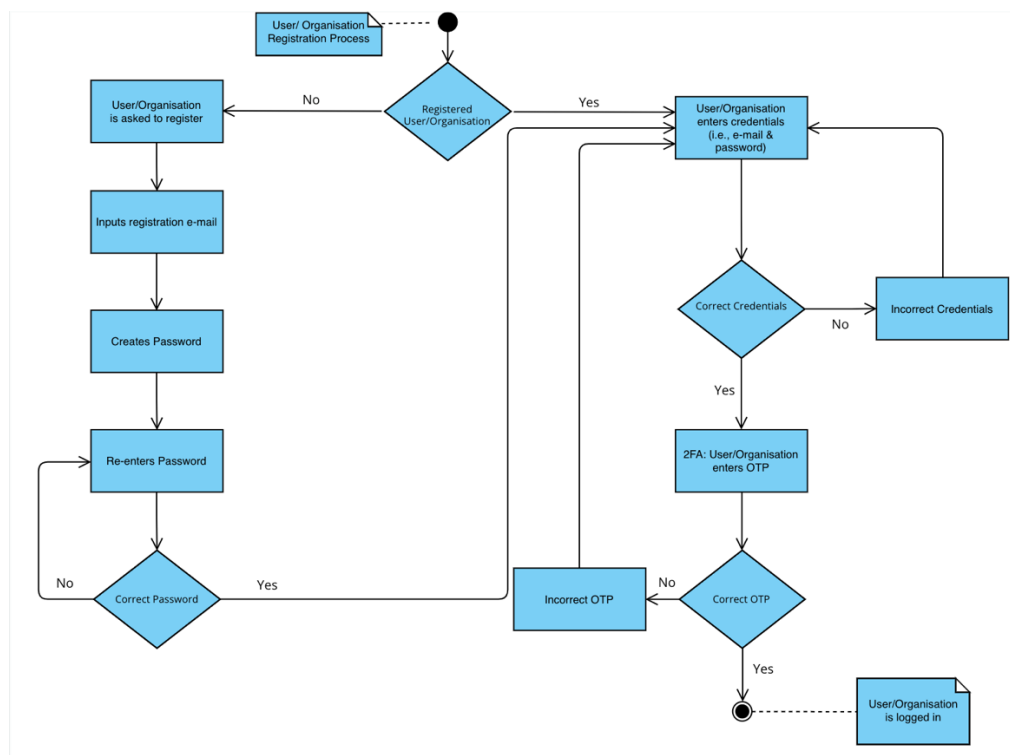 User/ Organisation
Registration Process
Registered
User/Organisation
No
Yes
User/Organisation
is asked to register
User/Organisation
enters credentials
(i.e., e-mail &
password)
Inputs registration e-mail
Correct Credentials
No
Incorrect Credentials
Creates Password
Yes
Re-enters Password
2FA: User/Organisation
enters OTP
No
Correct Password
Yes
Incorrect OTP
No
Correct OTP
Yes
User/Organisation
is logged in